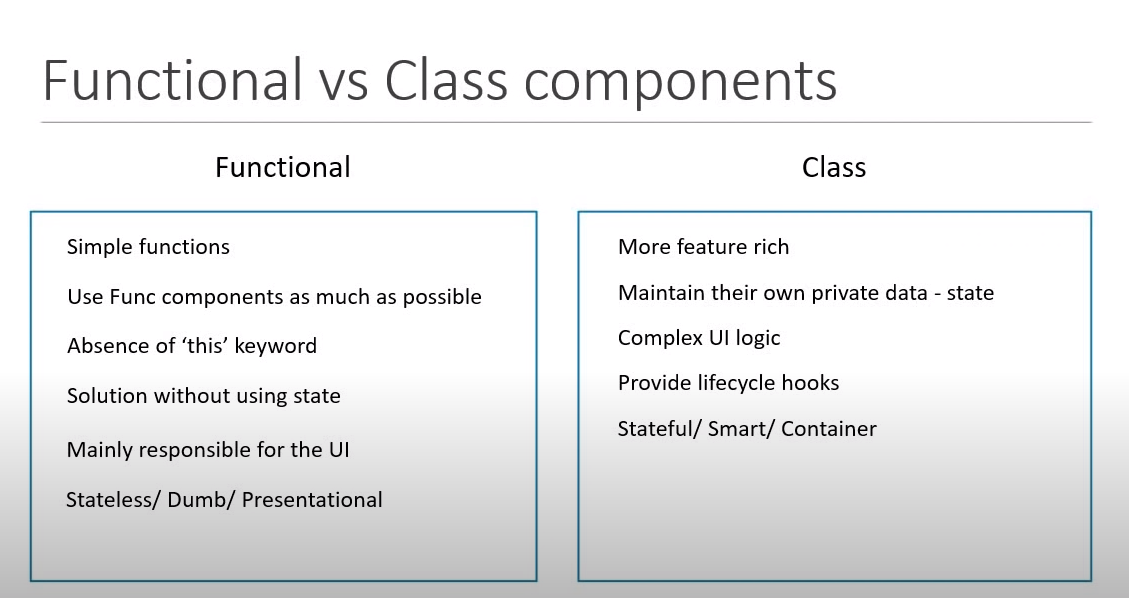 Functional vs Class components
Functional
Simple functions
Use Func components as much as possible
Absence of ‘this’ keyword
Solution without using state
Mainly responsible for the UI
Stateless/ Dumb/ Presentational
Class
More feature rich
Maintain their own private data - state
Complex UI logic
Provide lifecycle hooks
Stateful/ Smart/ Container